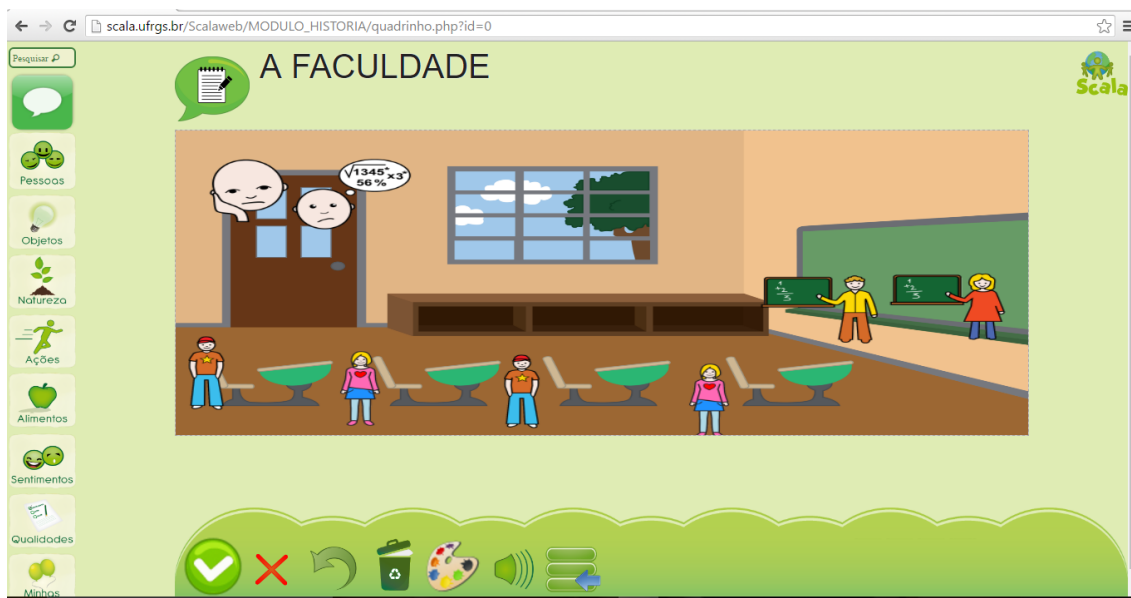 scala.ufrgs.br/Scalaweb/MODULO_HISTORIA/quadrinho.php?id=0
Pesquisar
A FACULDADE
Scala
Pessoas
Objetos
Natureza
Ações
Alimentos
Sentimentos
Qualidades
Minhas
√1345 x3
56%